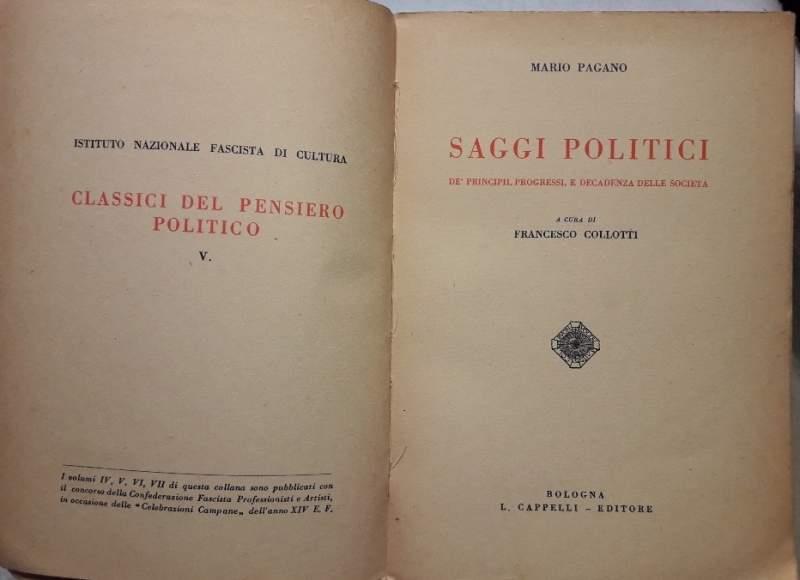 ISTITUTO NAZIONALE FASCISTA DI CULTURA
CLASSICI DEL PENSIERO
POLITICO
V.
I volumi IV, V, VI, VII di questa collana sono pubblicati con
il concorso della Confederazione Fascista Professionisti e Artisti,
in occasione delle "Celebrazioni Campane„ dell'anno XIV E. F.
MARIO PAGANO
SAGGI POLITICI
DE' PRINCIPII, PROGRESSI, E DECADENZA DELLE SOCIETÀ
A CURA DI
FRANCESCO COLLOTTI
BOLOGNA
L. CAPPELLI - EDITORE